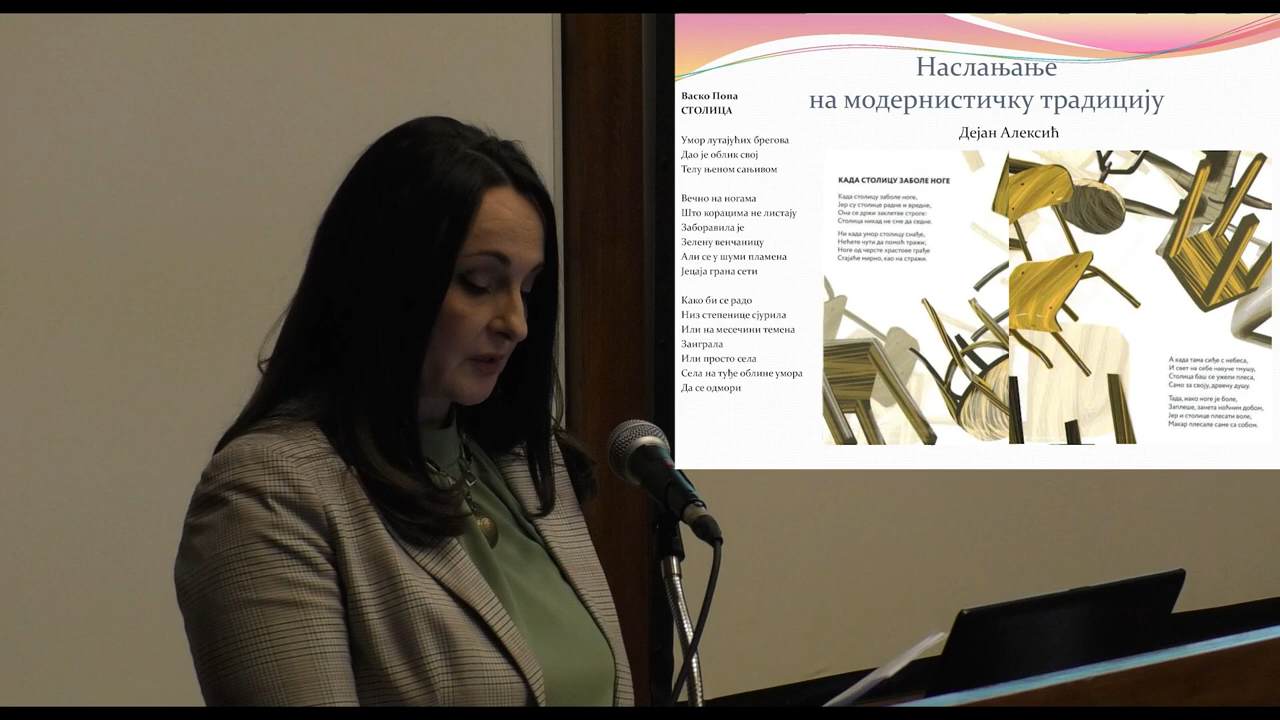 Наслањање
на модернистичку традицију
Дејан Алексић
Васко Попа
СТОЛИЦА
Умор лутајућих брегова
Дао је облик свој
Телу њеном сањивом
Вечно на ногама
Што корацима не листају
Заборавила је
Зелену венчаницу
Али се у шуми пламена
Јецаја грана сети
Како би се радо
Низ степенице сјурила
Или на месечини темена
Заиграла
Или просто села
Села на туђе облине умора
Да се одмори
КАДА СТОЛИЦУ ЗАБОЛЕ НОГЕ
Када столицу заболе ноге,
Јер су столице радне и вредне,
Она се држи заклетве строге:
Столица никад не сме да седне.
Ни када умор столицу снађе,
Нећете чути да помоћ тражи;
Ноге од чврсте храстове грађе
Стајаће мирно, као на стражи.
А када тама сиђе с небеса,
И свет на себе навуче тмушу,
Столица баш се ужели плеса,
Само за своју, дрвену душу.
Тада, иако ноге је боле,
Заплеше, занета ноћним добом,
Јер и столице плесати воле,
Макар плесале саме са собом.